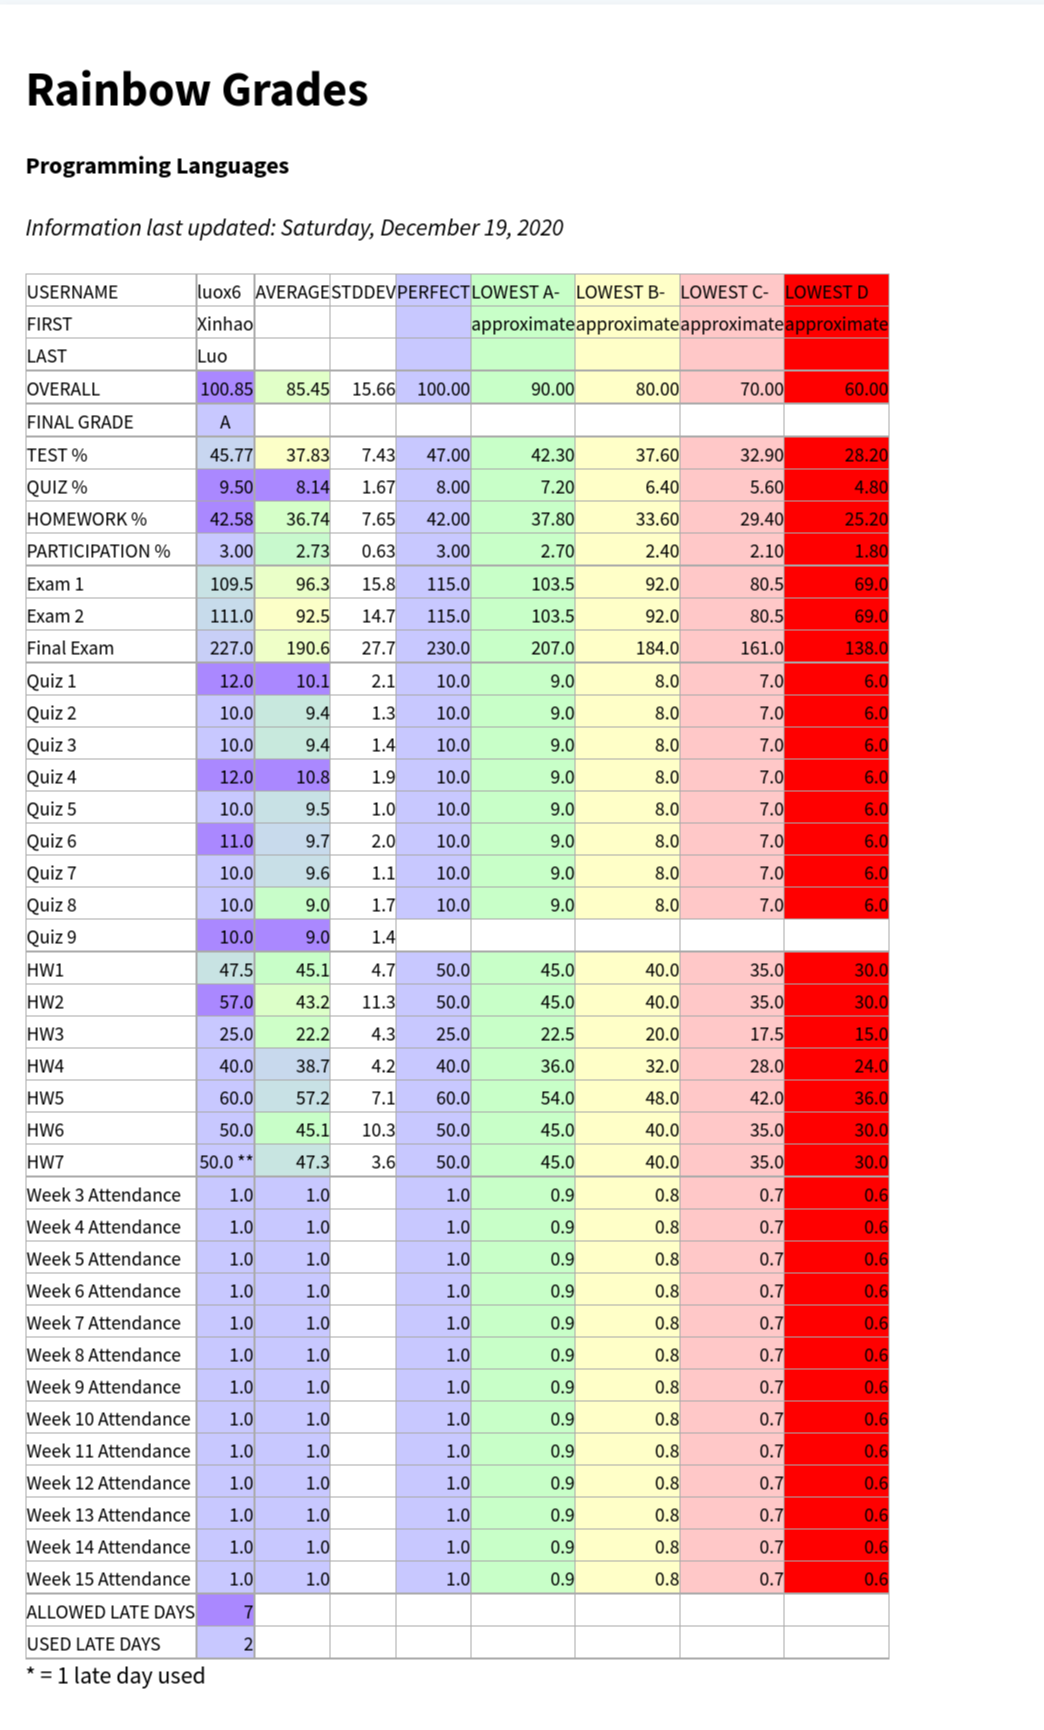 Rainbow Grades
Programming Languages
Information last updated: Saturday, December 19, 2020
USERNAME luox6 AVERAGE STDDEV PERFECT LOWEST A- LOWEST B- LOWEST C- LOWEST D
FIRST Xinhao approximate approximate approximate approximate
LAST Luo
OVERALL 100.85 85.45 15.66 100.00 90.00 80.00 70.00 60.00
FINAL GRADE A
TEST % 45.77 37.83 7.43 47.00 42.30 37.60 32.90 28.20
QUIZ % 9.50 8.14 1.67 8.00 7.20 6.40 5.60 4.80
HOMEWORK % 42.58 36.74 7.65 42.00 37.80 33.60 29.40 25.20
PARTICIPATION % 3.00 2.73 0.63 3.00 2.70 2.40 2.10 1.80
Exam 1 109.5 96.3 15.8 115.0 103.5 92.0 80.5 69.0
Exam 2 111.0 92.5 14.7 115.0 103.5 92.0 80.5 69.0
Final Exam 227.0 190.6 27.7 230.0 207.0 184.0 161.0 138.0
Quiz 1 12.0 10.1 2.1 10.0 9.0 8.0 7.0 6.0
Quiz 2 10.0 9.4 1.3 10.0 9.0 8.0 7.0 6.0
Quiz 3 10.0 9.4 1.4 10.0 9.0 8.0 7.0 6.0
Quiz 4 12.0 10.8 1.9 10.0 9.0 8.0 7.0 6.0
Quiz 5 10.0 9.5 1.0 10.0 9.0 8.0 7.0 6.0
Quiz 6 11.0 9.7 2.0 10.0 9.0 8.0 7.0 6.0
Quiz 7 10.0 9.6 1.1 10.0 9.0 8.0 7.0 6.0
Quiz 8 10.0 9.0 1.7 10.0 9.0 8.0 7.0 6.0
Quiz 9 10.0 9.0 1.4
HW1 47.5 45.1 4.7 50.0 45.0 40.0 35.0 30.0
HW2 57.0 43.2 11.3 50.0 45.0 40.0 35.0 30.0
HW3 25.0 22.2 4.3 25.0 22.5 20.0 17.5 15.0
HW4 40.0 38.7 4.2 40.0 36.0 32.0 28.0 24.0
HW5 60.0 57.2 7.1 60.0 54.0 48.0 42.0 36.0
HW6 50.0 45.1 10.3 50.0 45.0 40.0 35.0 30.0
HW7 50.0 ** 47.3 3.6 50.0 45.0 40.0 35.0 30.0
Week 3 Attendance 1.0 1.0 1.0 0.9 0.8 0.7 0.6
Week 4 Attendance 1.0 1.0 1.0 0.9 0.8 0.7 0.6
Week 5 Attendance 1.0 1.0 1.0 0.9 0.8 0.7 0.6
Week 6 Attendance 1.0 1.0 1.0 0.9 0.8 0.7 0.6
Week 7 Attendance 1.0 1.0 1.0 0.9 0.8 0.7 0.6
Week 8 Attendance 1.0 1.0 1.0 0.9 0.8 0.7 0.6
Week 9 Attendance 1.0 1.0 1.0 0.9 0.8 0.7 0.6
Week 10 Attendance 1.0 1.0 1.0 0.9 0.8 0.7 0.6
Week 11 Attendance 1.0 1.0 1.0 0.9 0.8 0.7 0.6
Week 12 Attendance 1.0 1.0 1.0 0.9 0.8 0.7 0.6
Week 13 Attendance 1.0 1.0 1.0 0.9 0.8 0.7 0.6
Week 14 Attendance 1.0 1.0 1.0 0.9 0.8 0.7 0.6
Week 15 Attendance 1.0 1.0 1.0 0.9 0.8 0.7 0.6
ALLOWED LATE DAYS 7
USED LATE DAYS 2
* = 1 late day used